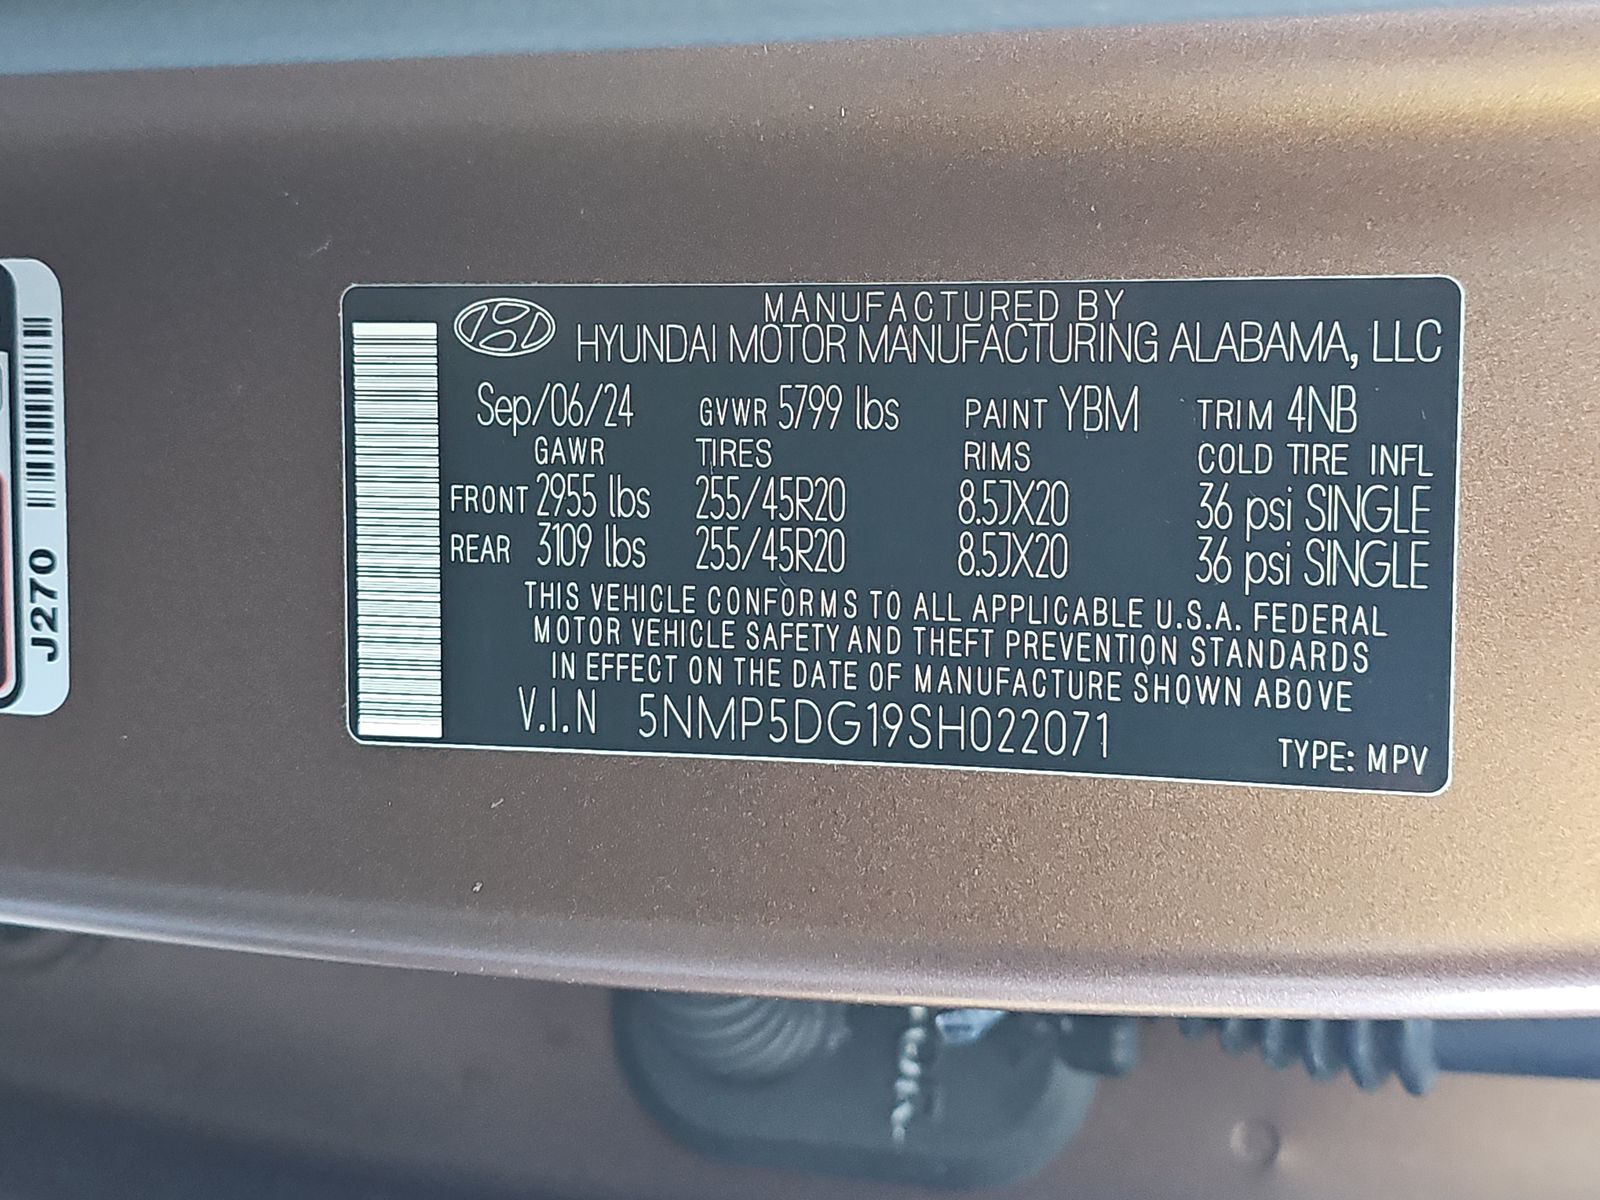 MANUFACTURED BY
HYUNDAI MOTOR MANUFACTURING ALABAMA, LLC
Sep/06/24 GVWR 5799 lbs PAINT YBM TRIM 4NB
GAWR TIRES RIMS COLD TIRE INFL
FRONT 2955 lbs 255/45R20 8.5JX20 36 psi SINGLE
REAR 3109 lbs 255/45R20 8.5JX20 36 psi SINGLE
THIS VEHICLE CONFORMS TO ALL APPLICABLE U.S.A. FEDERAL
MOTOR VEHICLE SAFETY AND THEFT PREVENTION STANDARDS
IN EFFECT ON THE DATE OF MANUFACTURE SHOWN ABOVE
V.I.N 5NMP5DG19SH022071
TYPE: MPV
J270